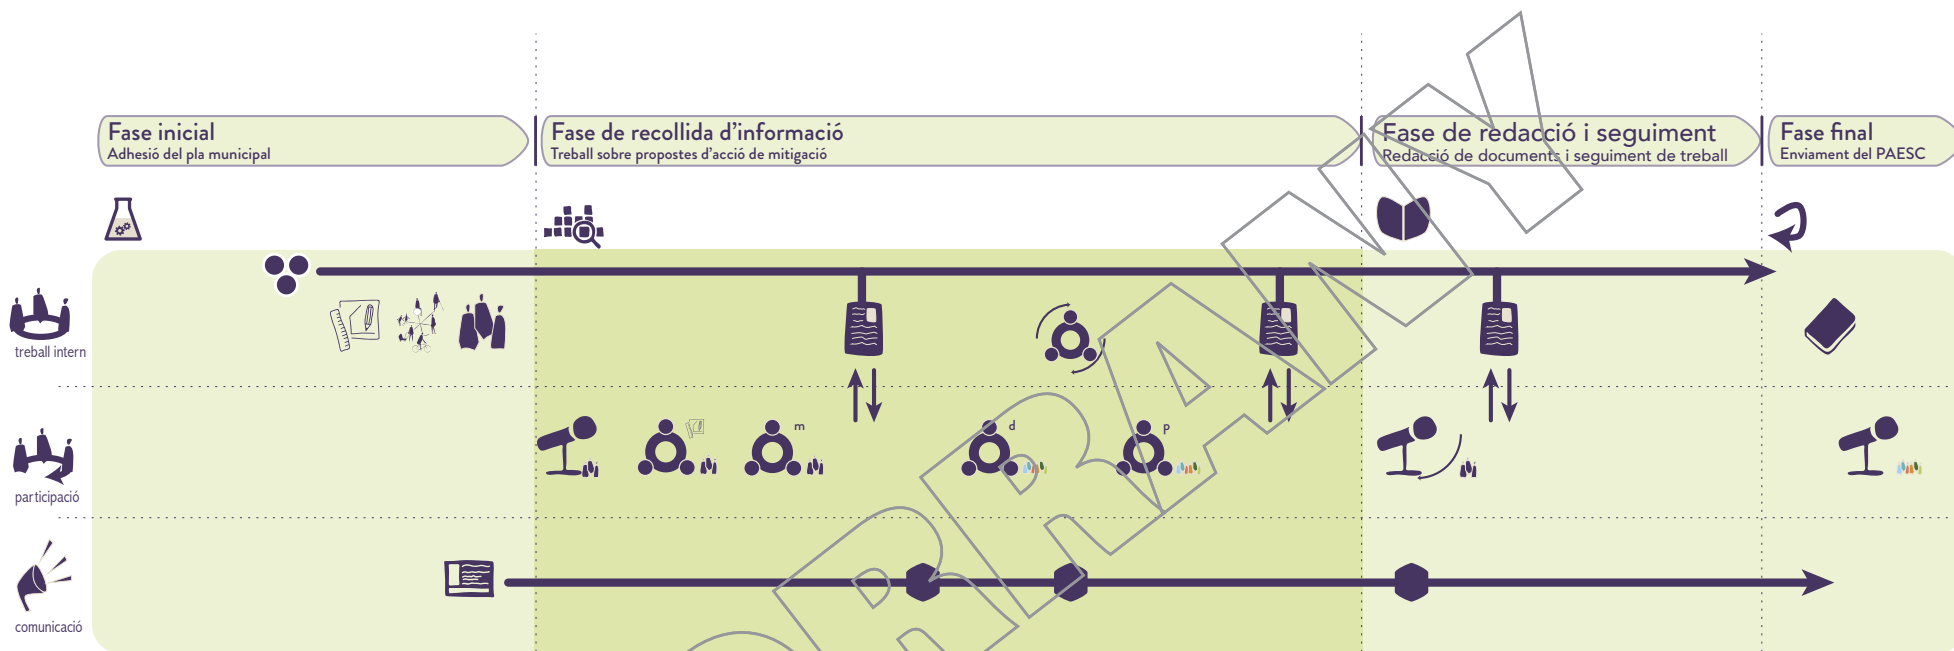 Fase inicial
Adhesió del pla municipal
Fase de recollida d'informació
Treball sobre propostes d'acció de mitigació
Fase de redacció i seguiment
Redacció de documents i seguiment de treball
Fase final
Enviament del PAESC
treball intern
m
d
p
participació
comunicació